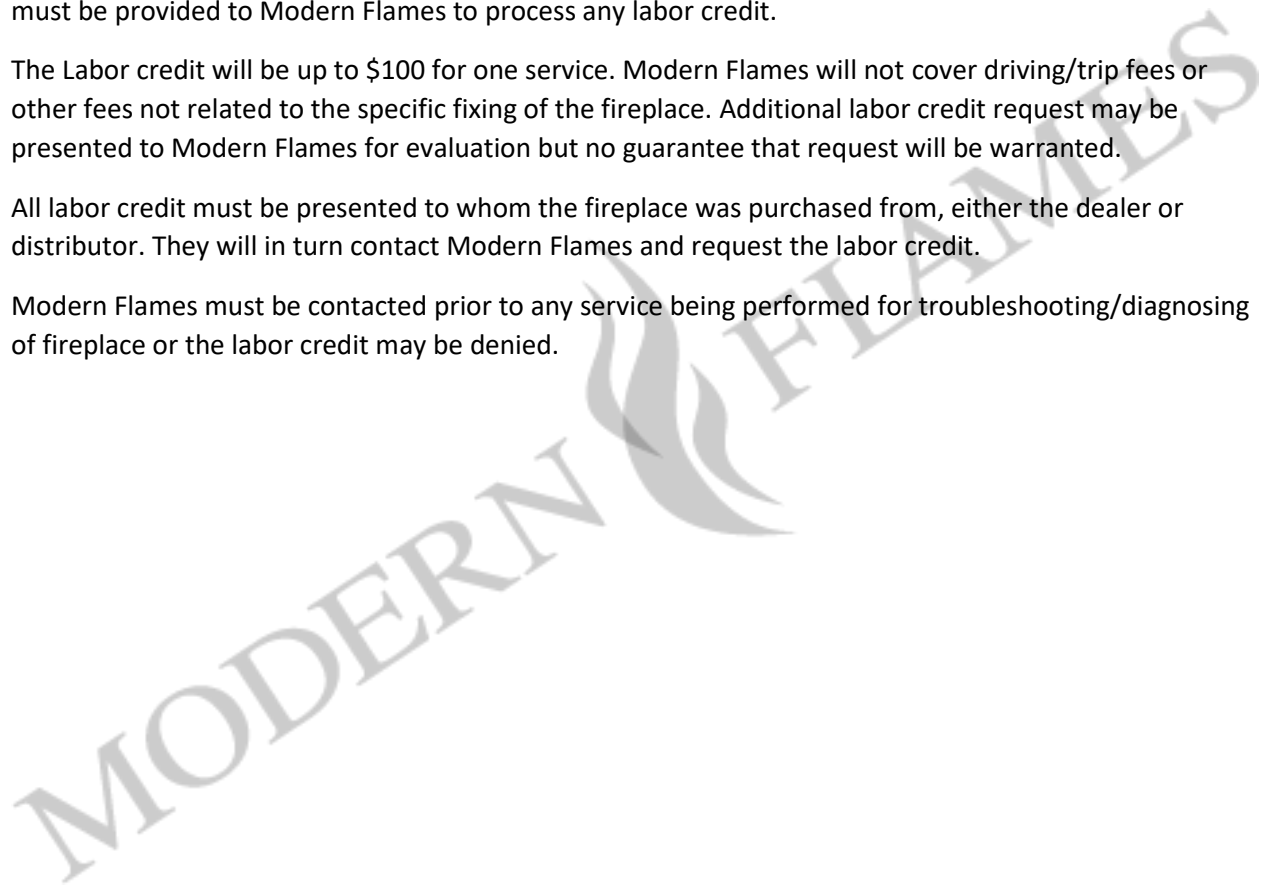 must be provided to Modern Flames to process any labor credit.
The Labor credit will be up to $100 for one service. Modern Flames will not cover driving/trip fees or
other fees not related to the specific fixing of the fireplace. Additional labor credit request may be
presented to Modern Flames for evaluation but no guarantee that request will be warranted.
All labor credit must be presented to whom the fireplace was purchased from, either the dealer or
distributor. They will in turn contact Modern Flames and request the labor credit.
Modern Flames must be contacted prior to any service being performed for troubleshooting/diagnosing
of fireplace or the labor credit may be denied.
MODERN FLAMES